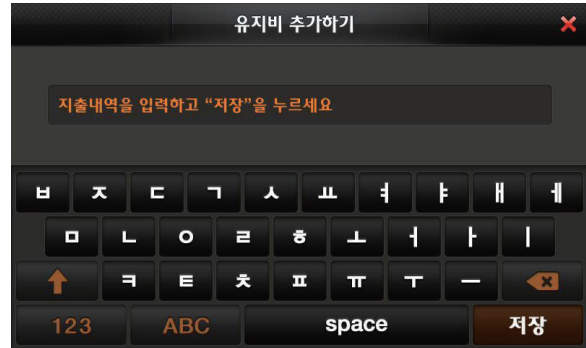 유지비 추가하기
지출내역을 입력하고 “저장”을 누르세요
ㅂ ㅈ ㄷ ㄱ ㅅ ㅛ ㅕ ㅑ ㅐ ㅔ
ㅁ ㄴ ㅇ ㄹ ㅎ ㅗ ㅓ ㅏ ㅣ
ㅋ ㅌ ㅊ ㅍ ㅠ ㅜ ㅡ
123 ABC space 저장